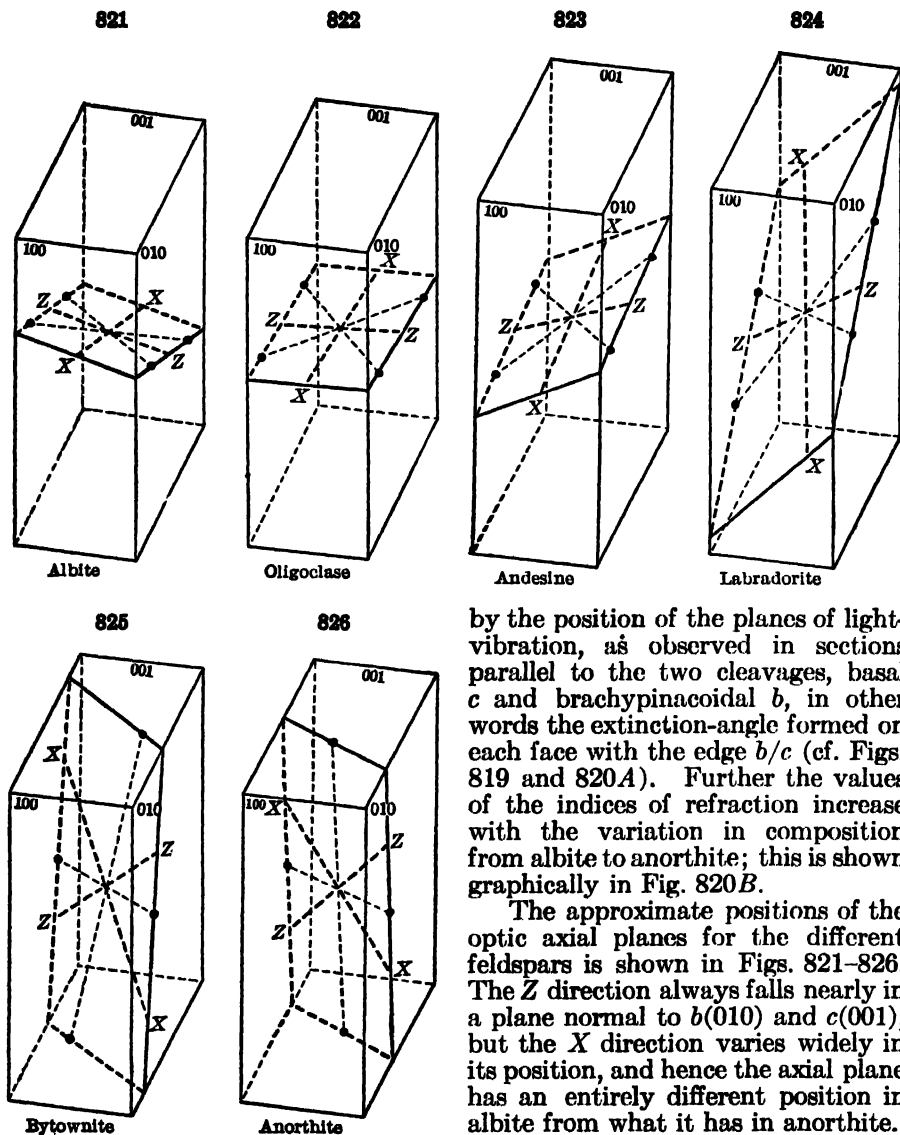 821 822 823 824
001 001 001 001
100 010 X 100 010 X 100 010 X 100 010 X
Z X Z Z X Z Z X Z Z X Z
Albite Oligoclase Andesine Labradorite
825 826
001 001
X 100 010 100 X 010
Z Z Z Z
X X
Bytownite Anorthite
by the position of the planes of light-
vibration, as observed in sections
parallel to the two cleavages, basal
c and brachypinacoidal b, in other
words the extinction-angle formed on
each face with the edge b/c (cf. Figs.
819 and 820A). Further the values
of the indices of refraction increase
with the variation in composition
from albite to anorthite; this is shown
graphically in Fig. 820B.
The approximate positions of the
optic axial planes for the different
feldspars is shown in Figs. 821–826.
The Z direction always falls nearly in
a plane normal to b(010) and c(001),
but the X direction varies widely in
its position, and hence the axial plane
has an entirely different position in
albite from what it has in anorthite.